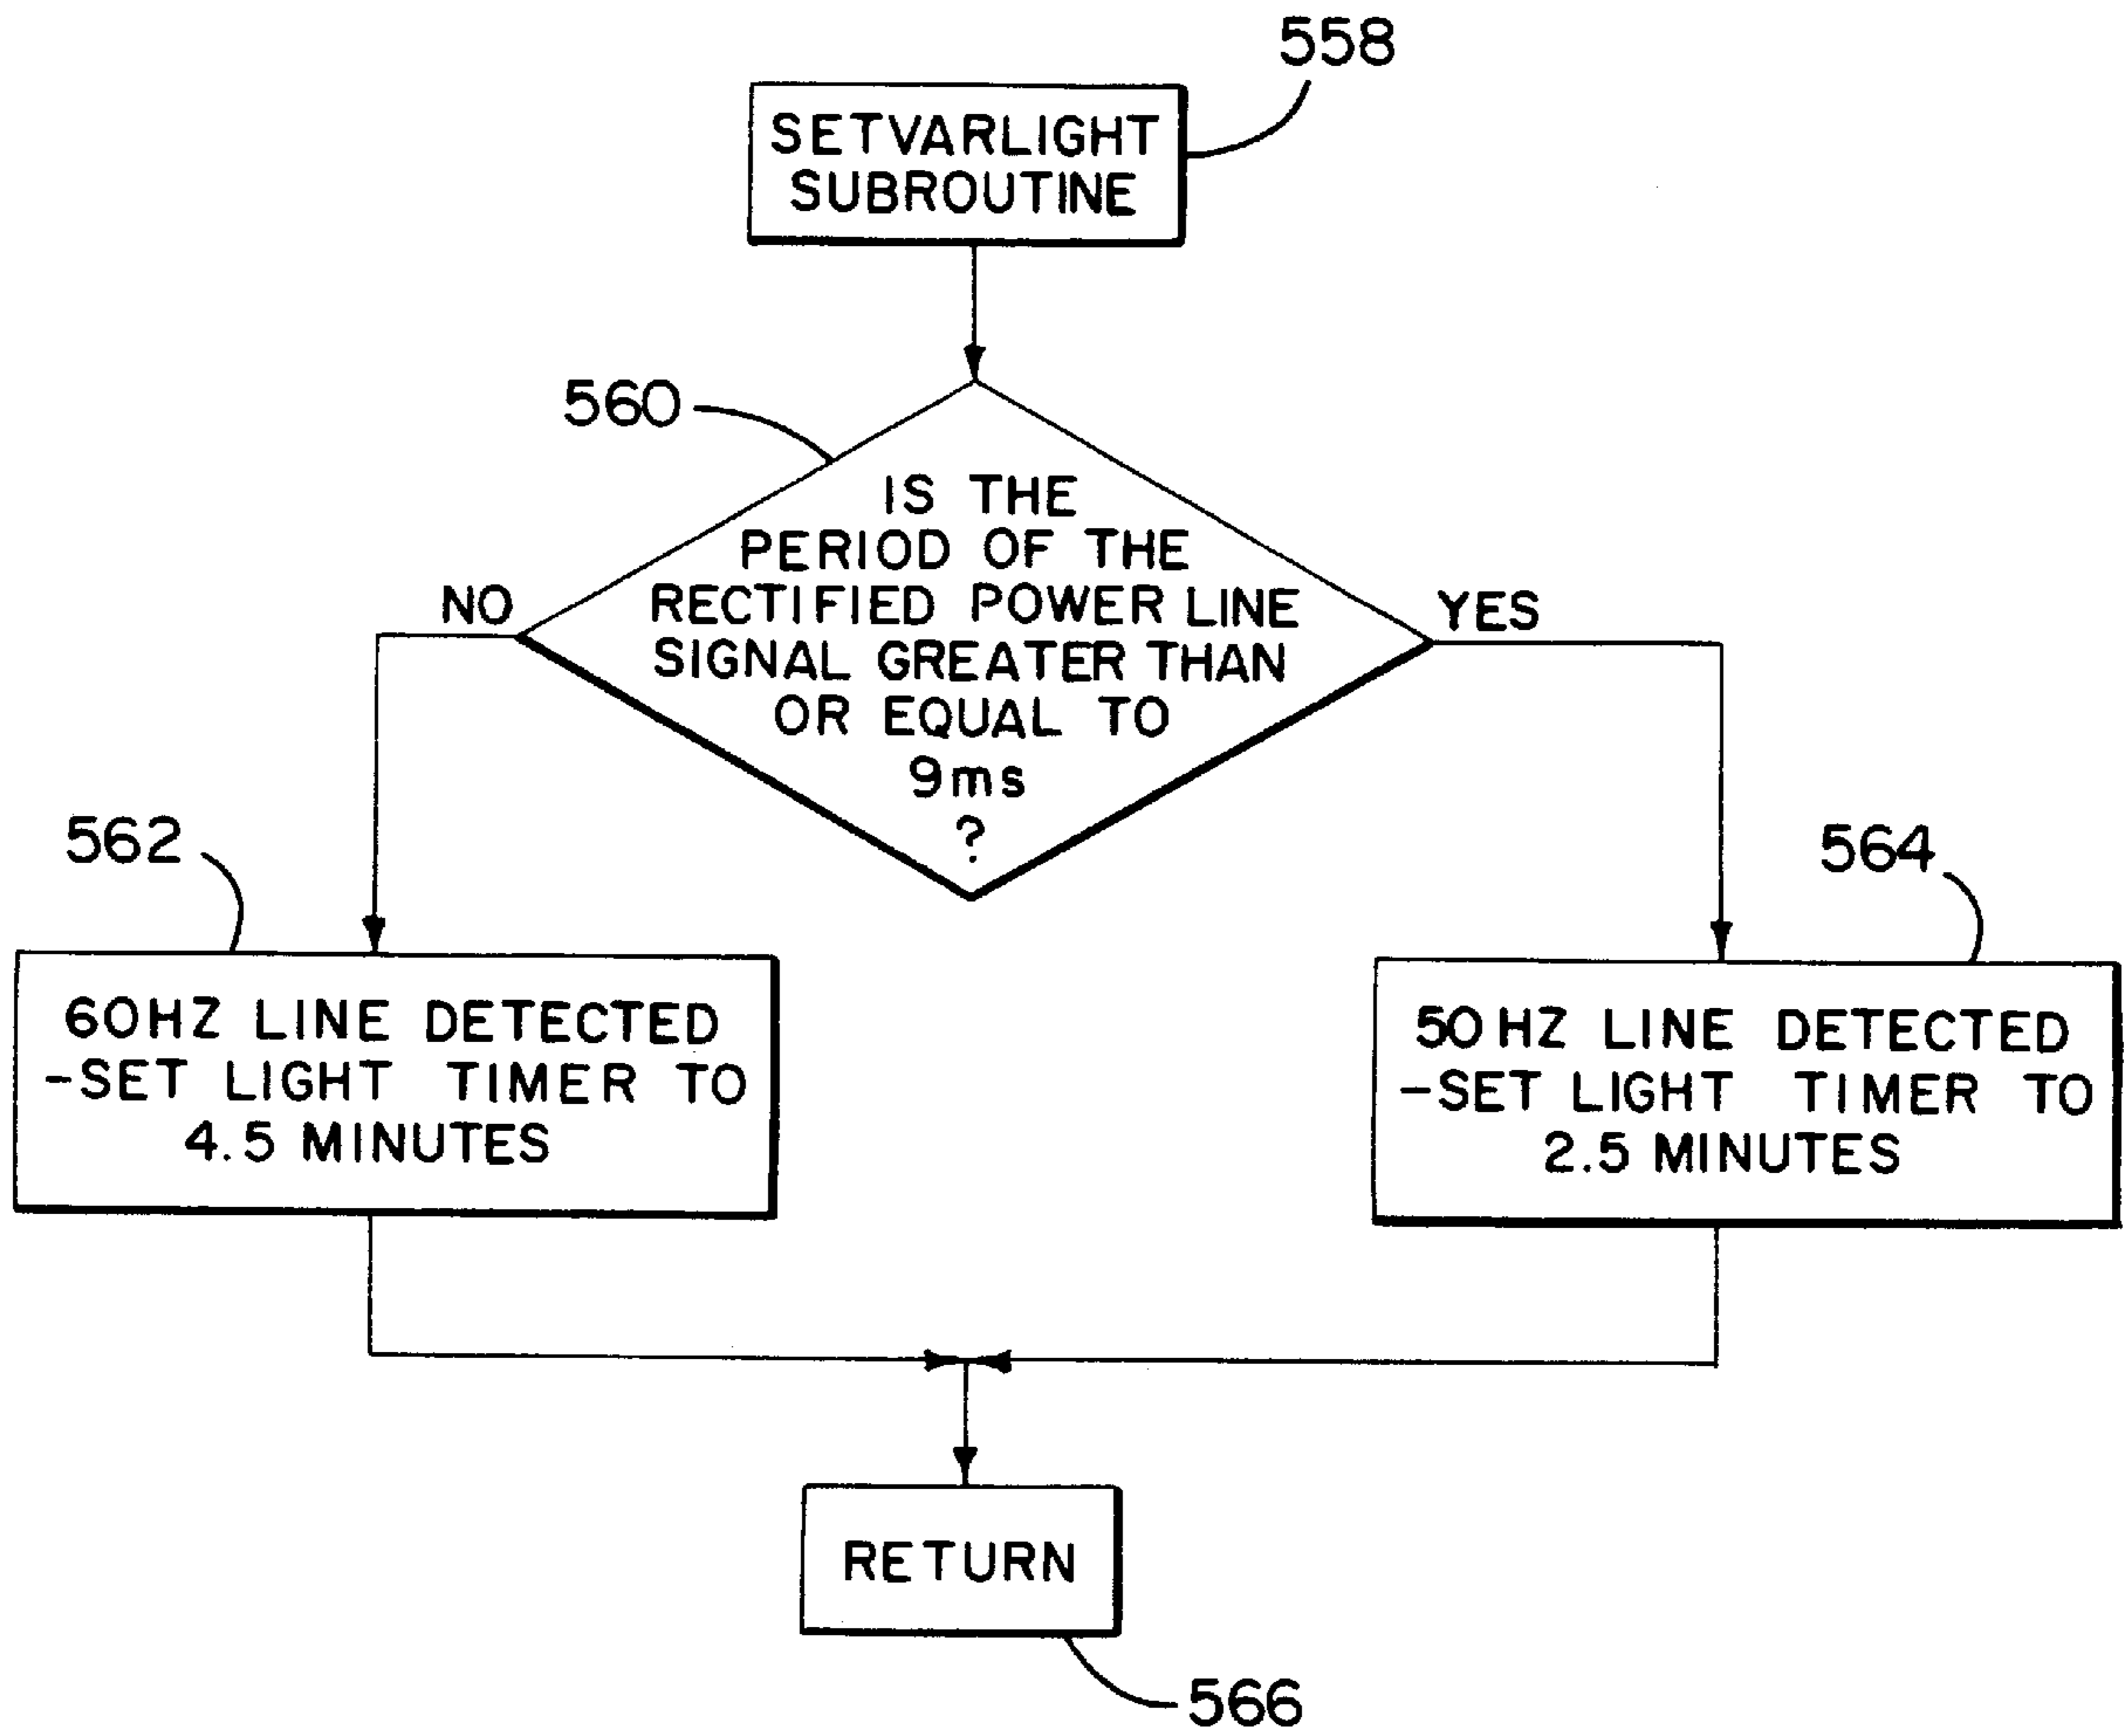 558
SETVARLIGHT
SUBROUTINE
560
IS THE
PERIOD OF THE
RECTIFIED POWER LINE
SIGNAL GREATER THAN
OR EQUAL TO
9ms
?
NO
YES
562
564
60HZ LINE DETECTED
-SET LIGHT TIMER TO
4.5 MINUTES
50HZ LINE DETECTED
-SET LIGHT TIMER TO
2.5 MINUTES
RETURN
566